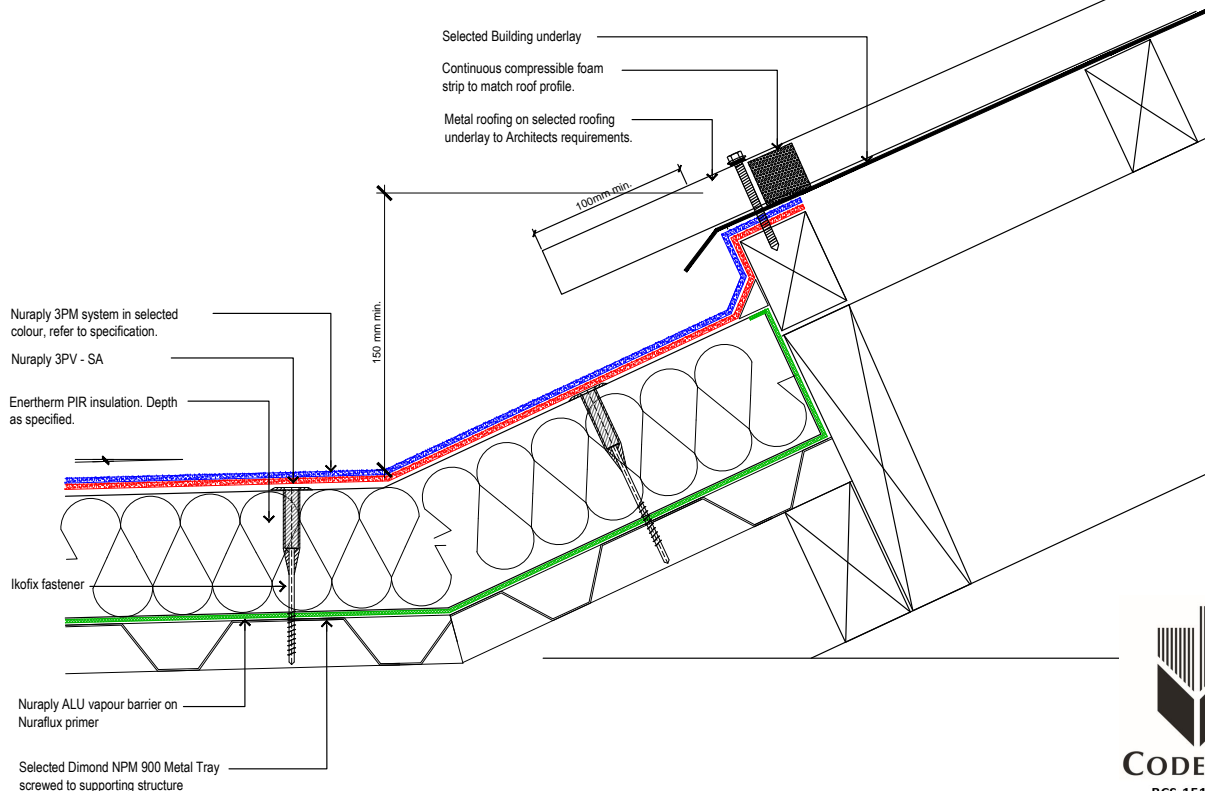 Selected Building underlay
Continuous compressible foam
strip to match roof profile.
Metal roofing on selected roofing
underlay to Architects requirements.
100mm min.
150 mm min.
Nuraply 3PM system in selected
colour, refer to specification.
Nuraply 3PV - SA
Enertherm PIR insulation. Depth
as specified.
Ikofix fastener
Nuraply ALU vapour barrier on
Nuraflux primer
Selected Dimond NPM 900 Metal Tray
screwed to supporting structure
CODE